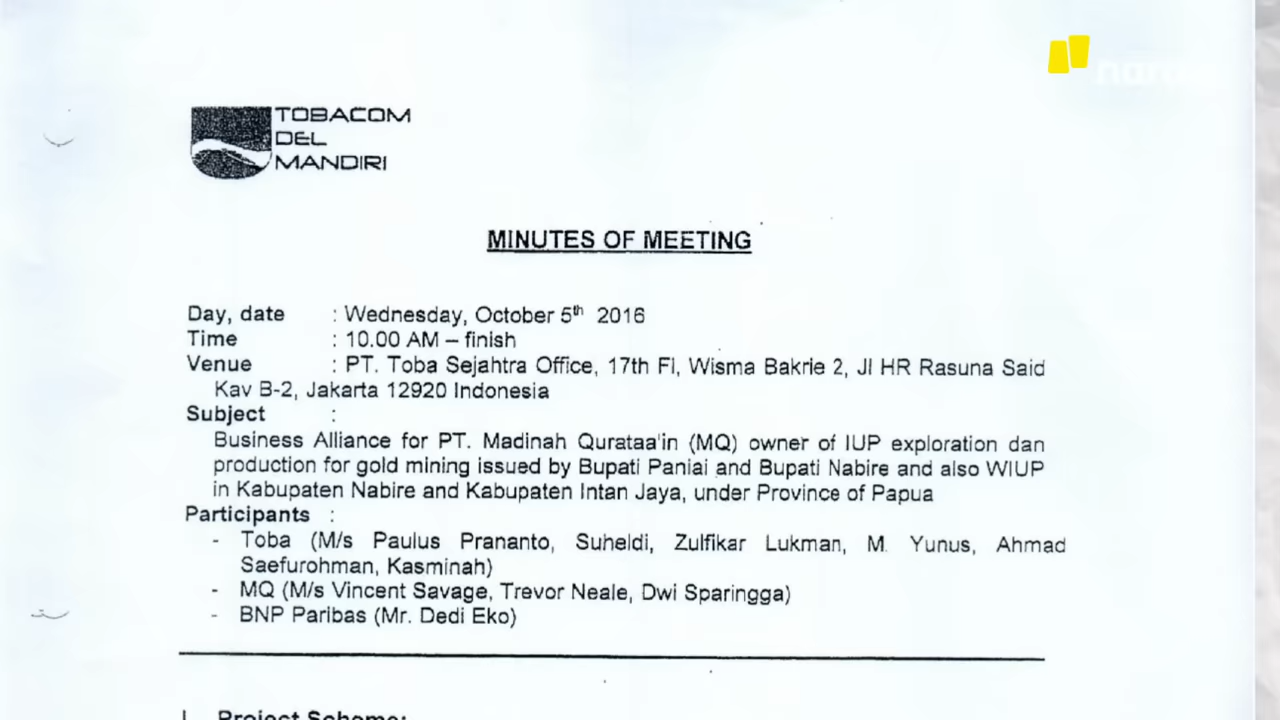 TOBACOM
DEL
MANDIRI
MINUTES OF MEETING
Day, date : Wednesday, October 5th 2016
Time : 10.00 AM – finish
Venue : PT. Toba Sejahtra Office, 17th Fl, Wisma Bakrie 2, Jl HR Rasuna Said
Kav B-2, Jakarta 12920 Indonesia
Subject :
Business Alliance for PT. Madinah Qurataa'in (MQ) owner of IUP exploration dan
production for gold mining issued by Bupati Paniai and Bupati Nabire and also WIUP
in Kabupaten Nabire and Kabupaten Intan Jaya, under Province of Papua
Participants :
- Toba (M/s Paulus Prananto, Suheldi, Zulfikar Lukman, M. Yunus, Ahmad
Saefurohman, Kasminah)
- MQ (M/s Vincent Savage, Trevor Neale, Dwi Sparingga)
- BNP Paribas (Mr. Dedi Eko)
I. Project Scheme: